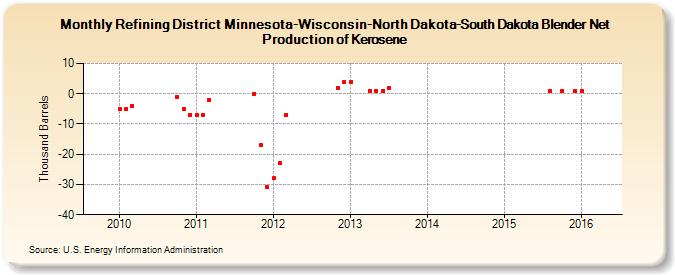 Monthly Refining District Minnesota-Wisconsin-North Dakota-South Dakota Blender Net
Production of Kerosene
Thousand Barrels
10
0
-10
-20
-30
-40
2010 2011 2012 2013 2014 2015 2016
Source: U.S. Energy Information Administration